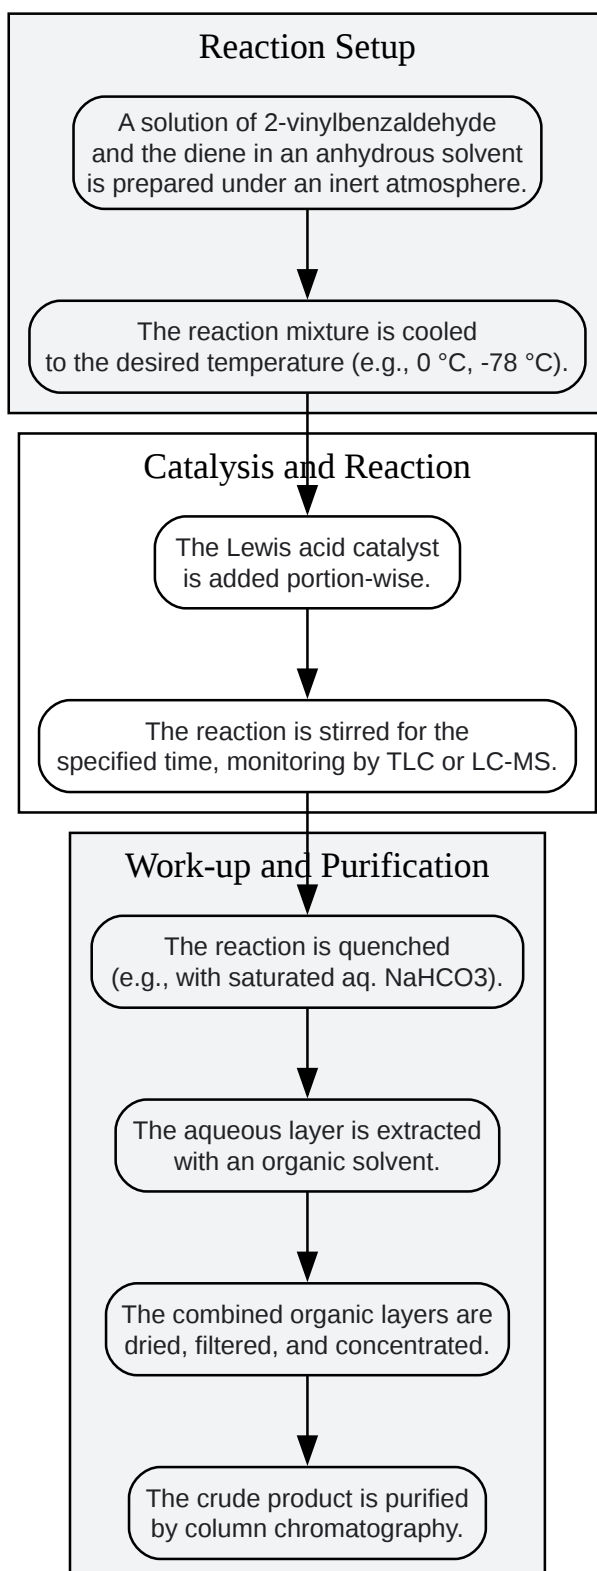 Reaction Setup
A solution of 2-vinylbenzaldehyde
and the diene in an anhydrous solvent
is prepared under an inert atmosphere.
The reaction mixture is cooled
to the desired temperature (e.g., 0 °C, -78 °C).
Catalysis and Reaction
The Lewis acid catalyst
is added portion-wise.
The reaction is stirred for the
specified time, monitoring by TLC or LC-MS.
Work-up and Purification
The reaction is quenched
(e.g., with saturated aq. NaHCO3).
The aqueous layer is extracted
with an organic solvent.
The combined organic layers are
dried, filtered, and concentrated.
The crude product is purified
by column chromatography.